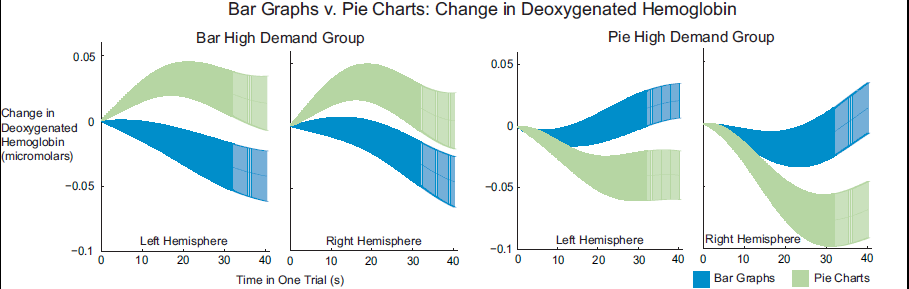 Bar Graphs v. Pie Charts: Change in Deoxygenated Hemoglobin
Bar High Demand Group
Pie High Demand Group
Change in
Deoxygenated
Hemoglobin
(micromolars)
0.05
0
−0.05
−0.1
Left Hemisphere
0 10 20 30 40
Right Hemisphere
0 10 20 30 40
Time in One Trial (s)
0.05
0
−0.05
−0.1
Left Hemisphere
0 10 20 30 40
Right Hemisphere
0 10 20 30 40
Bar Graphs
Pie Charts